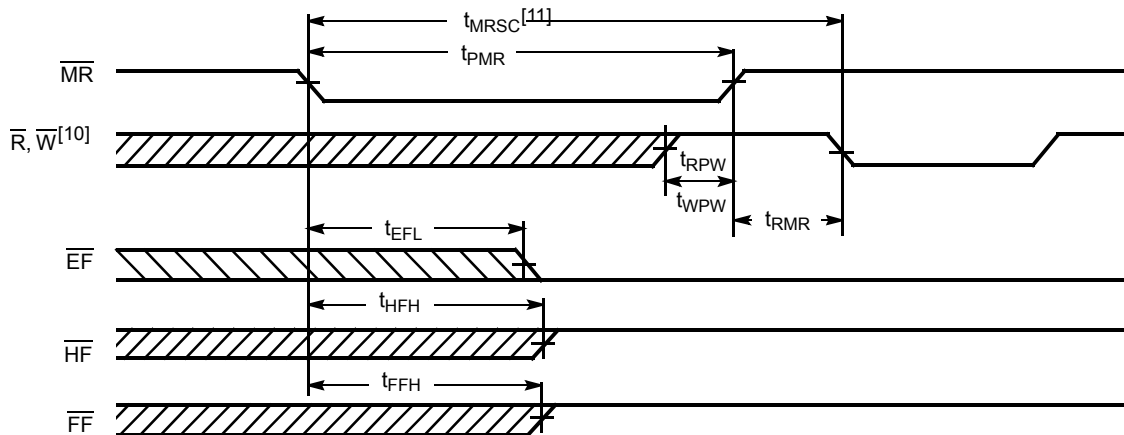 tMRSC[11]
tPMR
MR
R, W[10]
tRPW
tWPW
tRMR
tEFL
EF
tHFH
HF
tFFH
FF